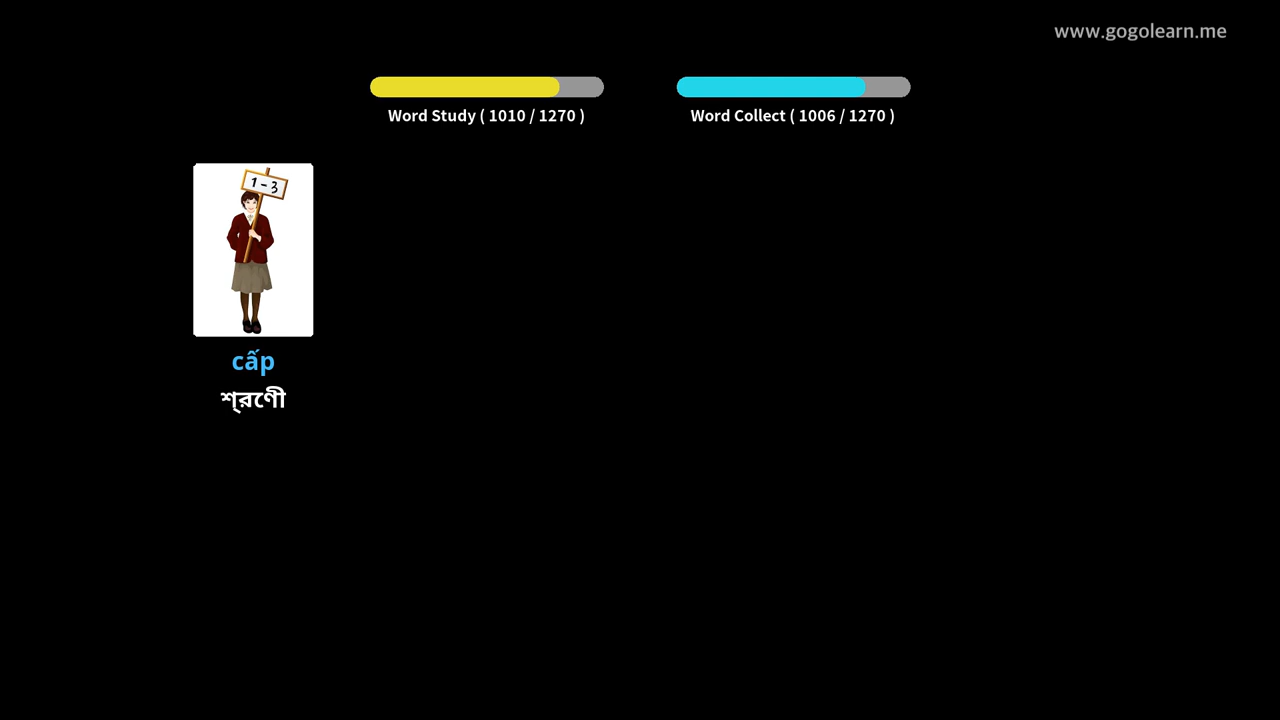 www.gogolearn.me
Word Study ( 1010 / 1270 )
Word Collect ( 1006 / 1270 )
1 - 3
cấp
শ্রেণী